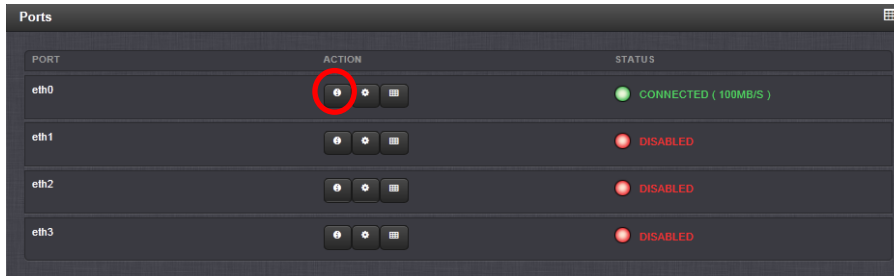 Ports
PORT ACTION STATUS
eth0 CONNECTED ( 100MB/S )
eth1 DISABLED
eth2 DISABLED
eth3 DISABLED